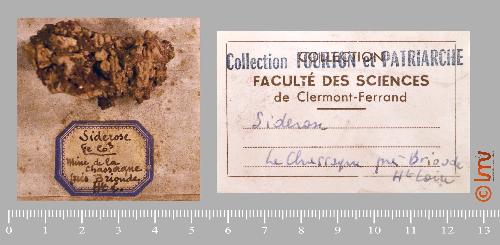 Sidérose
Fe Co³
Mine de la
Chassagne
près Brioude
Hte L.
COLLECTION
Collection FOURTON et PATRIARCHE
FACULTÉ DES SCIENCES
de Clermont-Ferrand
Siderose
La Chassagne près Brioude
Hte Loire
© lmv
0 1 2 3 4 5 6 7 8 9 10 11 12 13